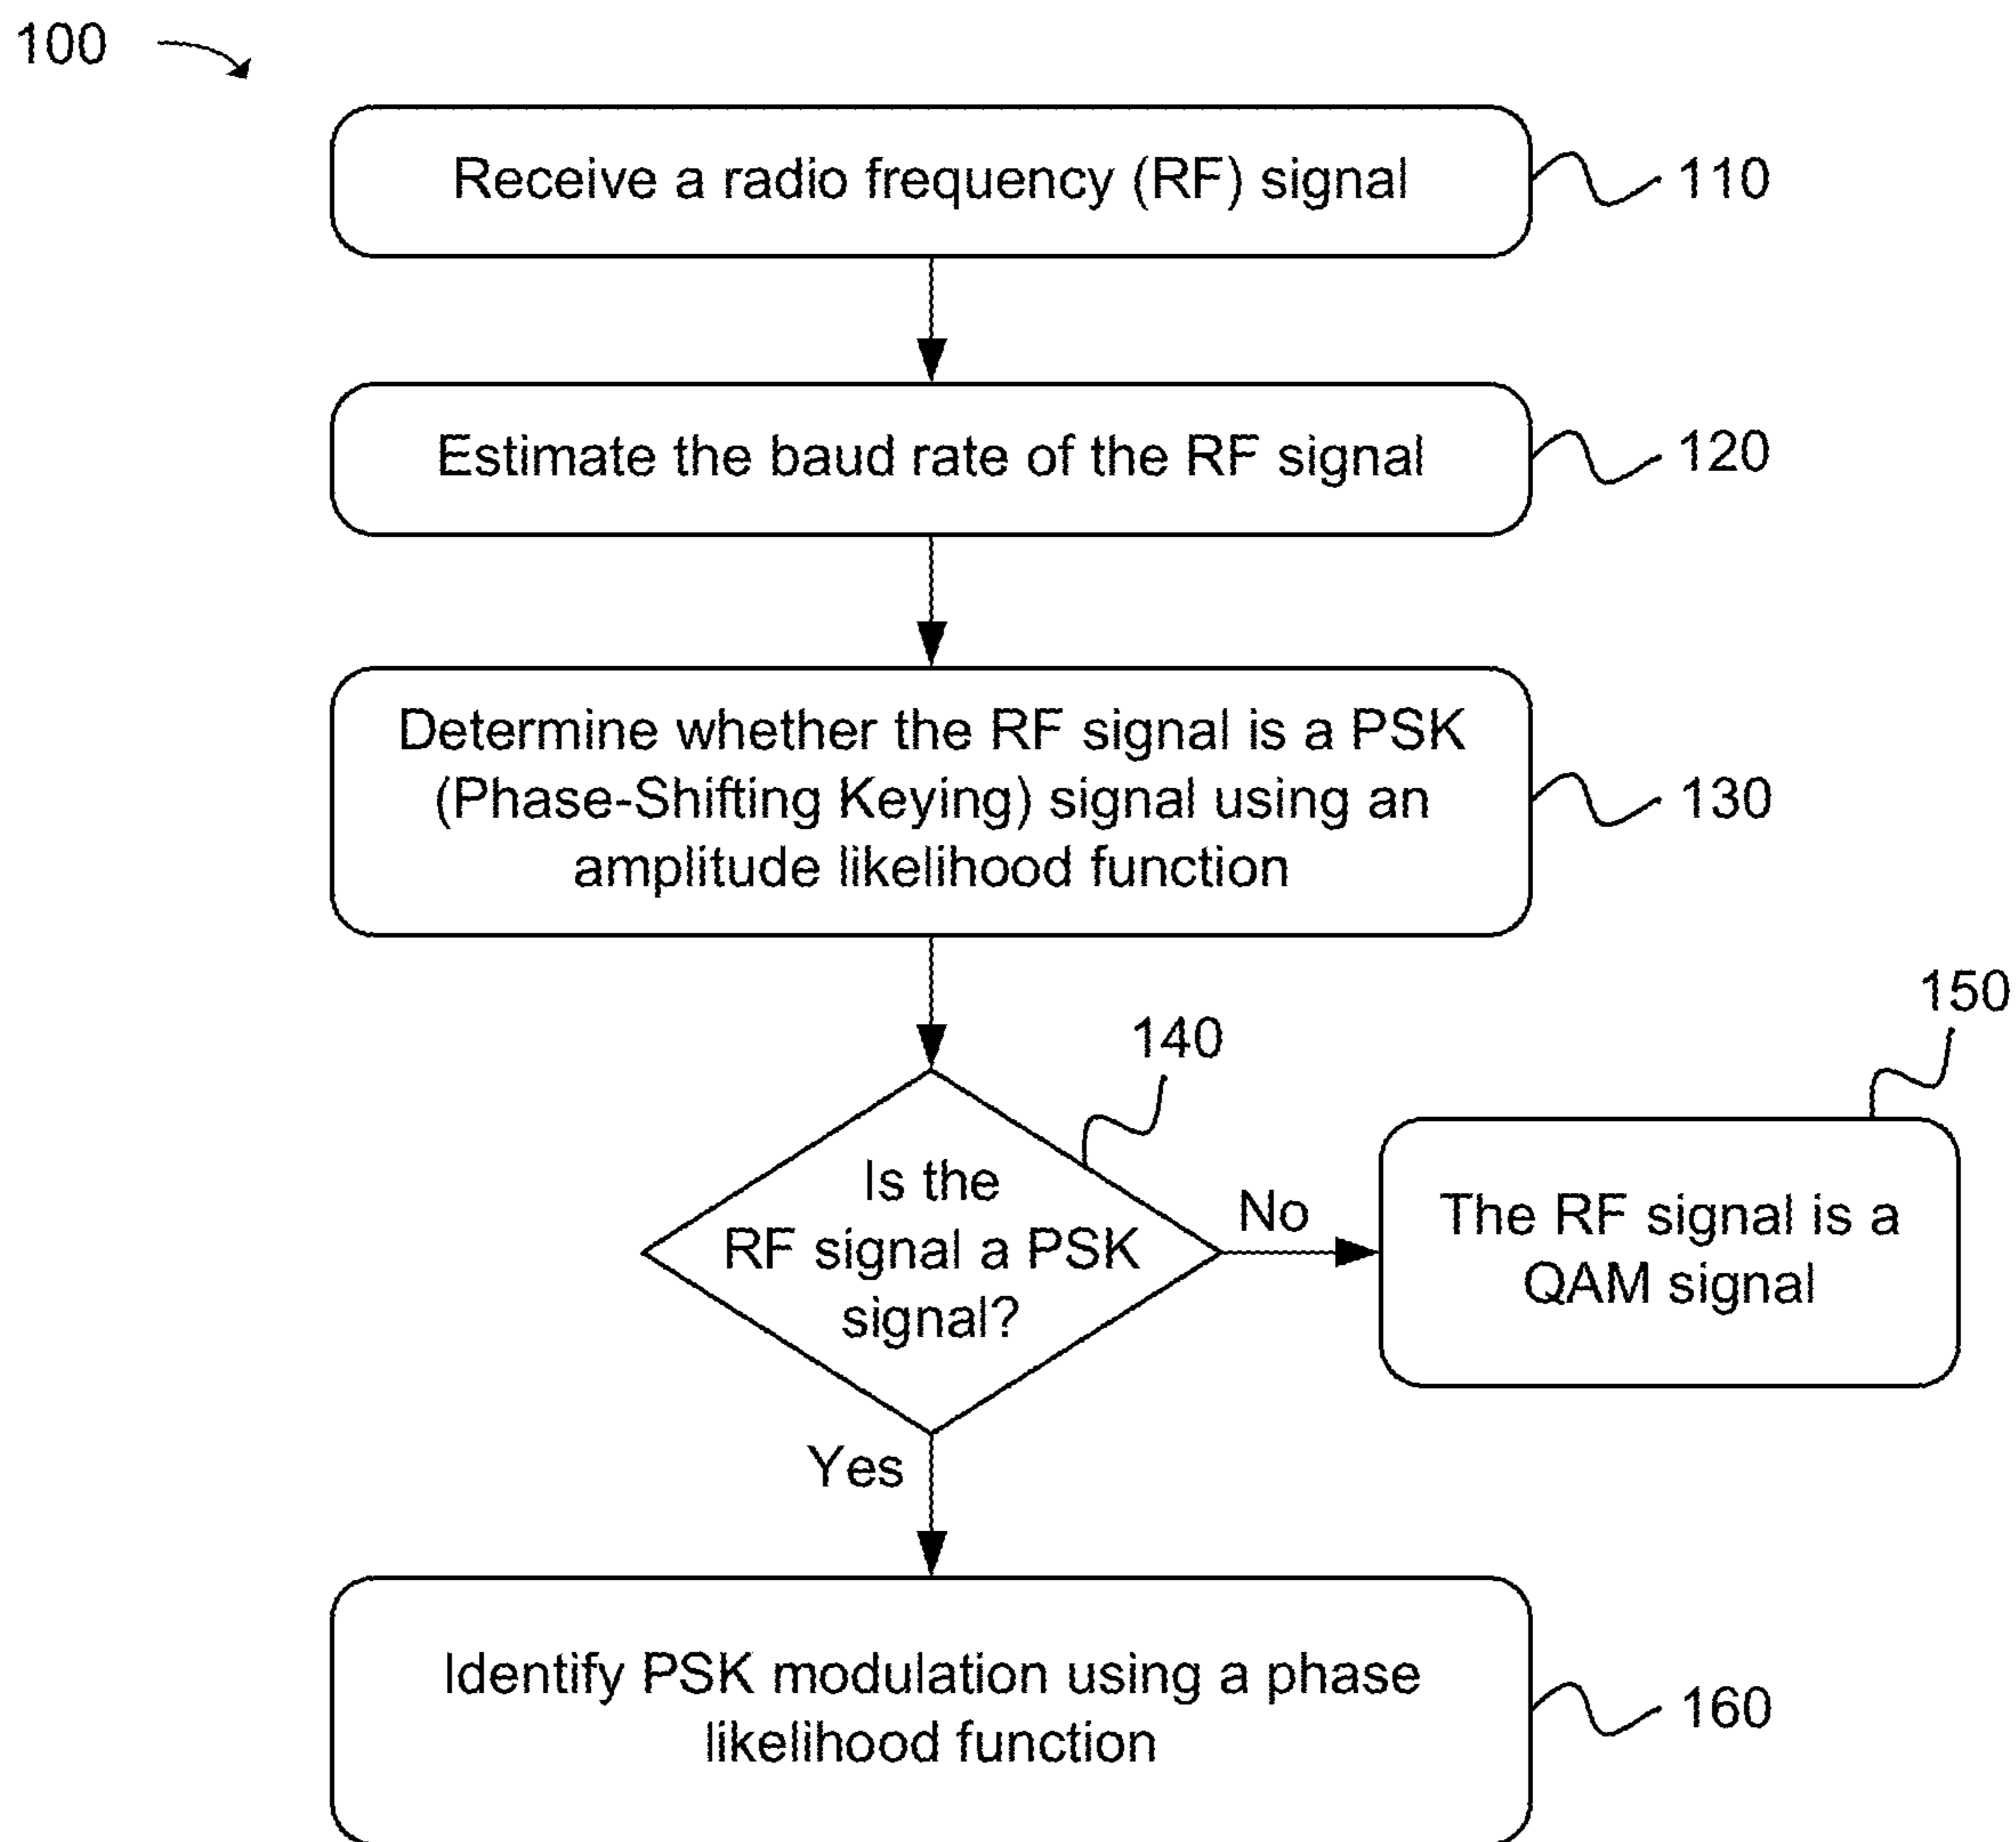 100
Receive a radio frequency (RF) signal
110
Estimate the baud rate of the RF signal
120
Determine whether the RF signal is a PSK
(Phase-Shifting Keying) signal using an
amplitude likelihood function
130
140
Is the
RF signal a PSK
signal?
No
150
The RF signal is a
QAM signal
Yes
Identify PSK modulation using a phase
likelihood function
160